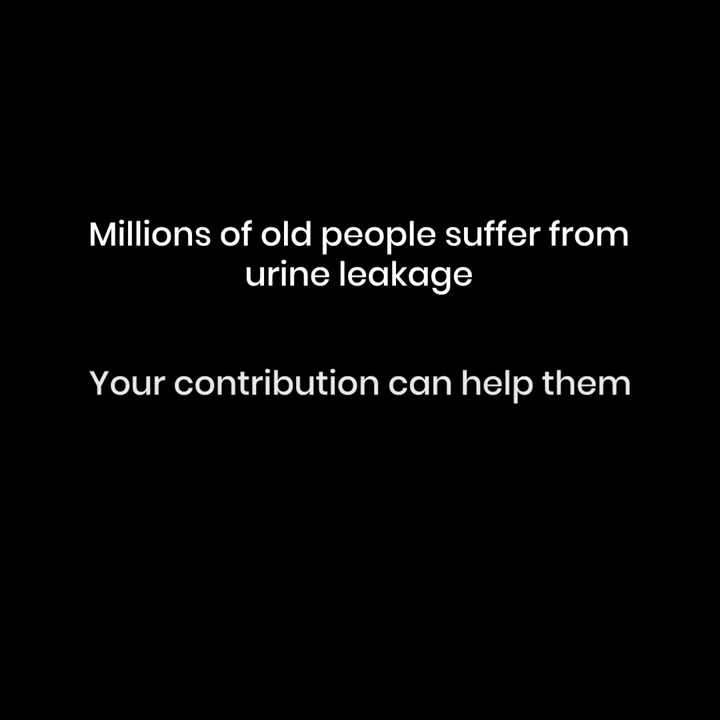 Millions of old people suffer from
urine leakage
Your contribution can help them